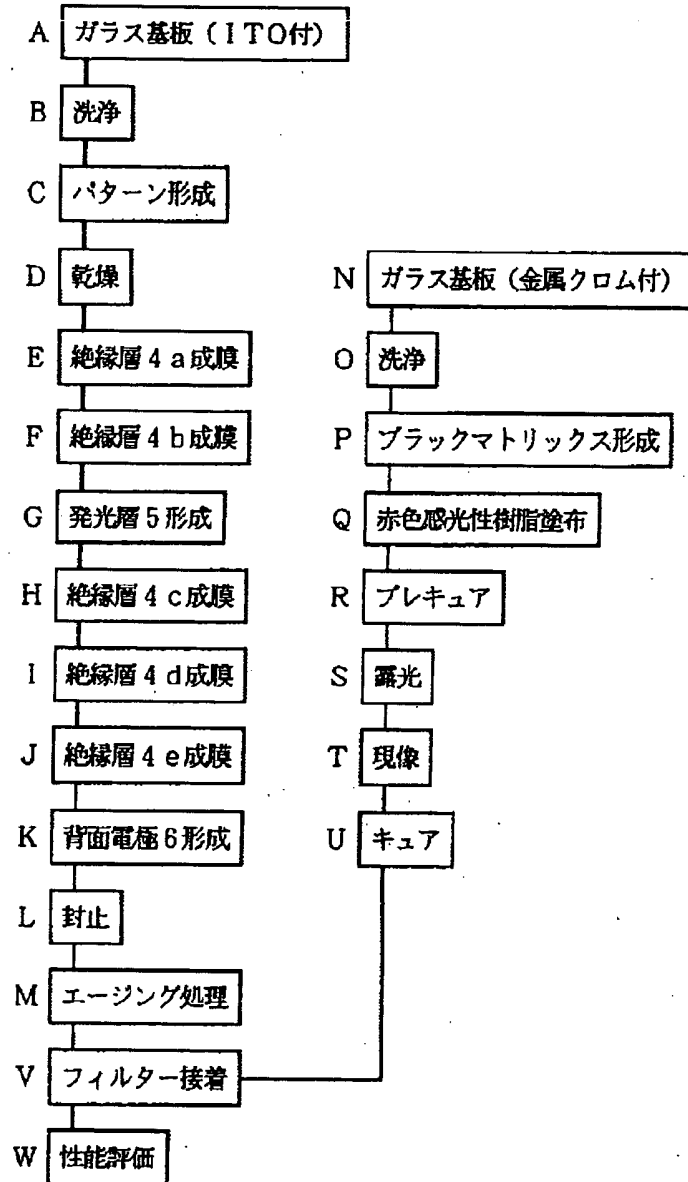 A ガラス基板（ITO付）
B 洗浄
C パターン形成
D 乾燥
E 絶縁層4a成膜
F 絶縁層4b成膜
G 発光層5形成
H 絶縁層4c成膜
I 絶縁層4d成膜
J 絶縁層4e成膜
K 背面電極6形成
L 封止
M エージング処理
N ガラス基板（金属クロム付）
O 洗浄
P ブラックマトリックス形成
Q 赤色感光性樹脂塗布
R プレキュア
S 露光
T 現像
U キュア
V フィルター接着
W 性能評価